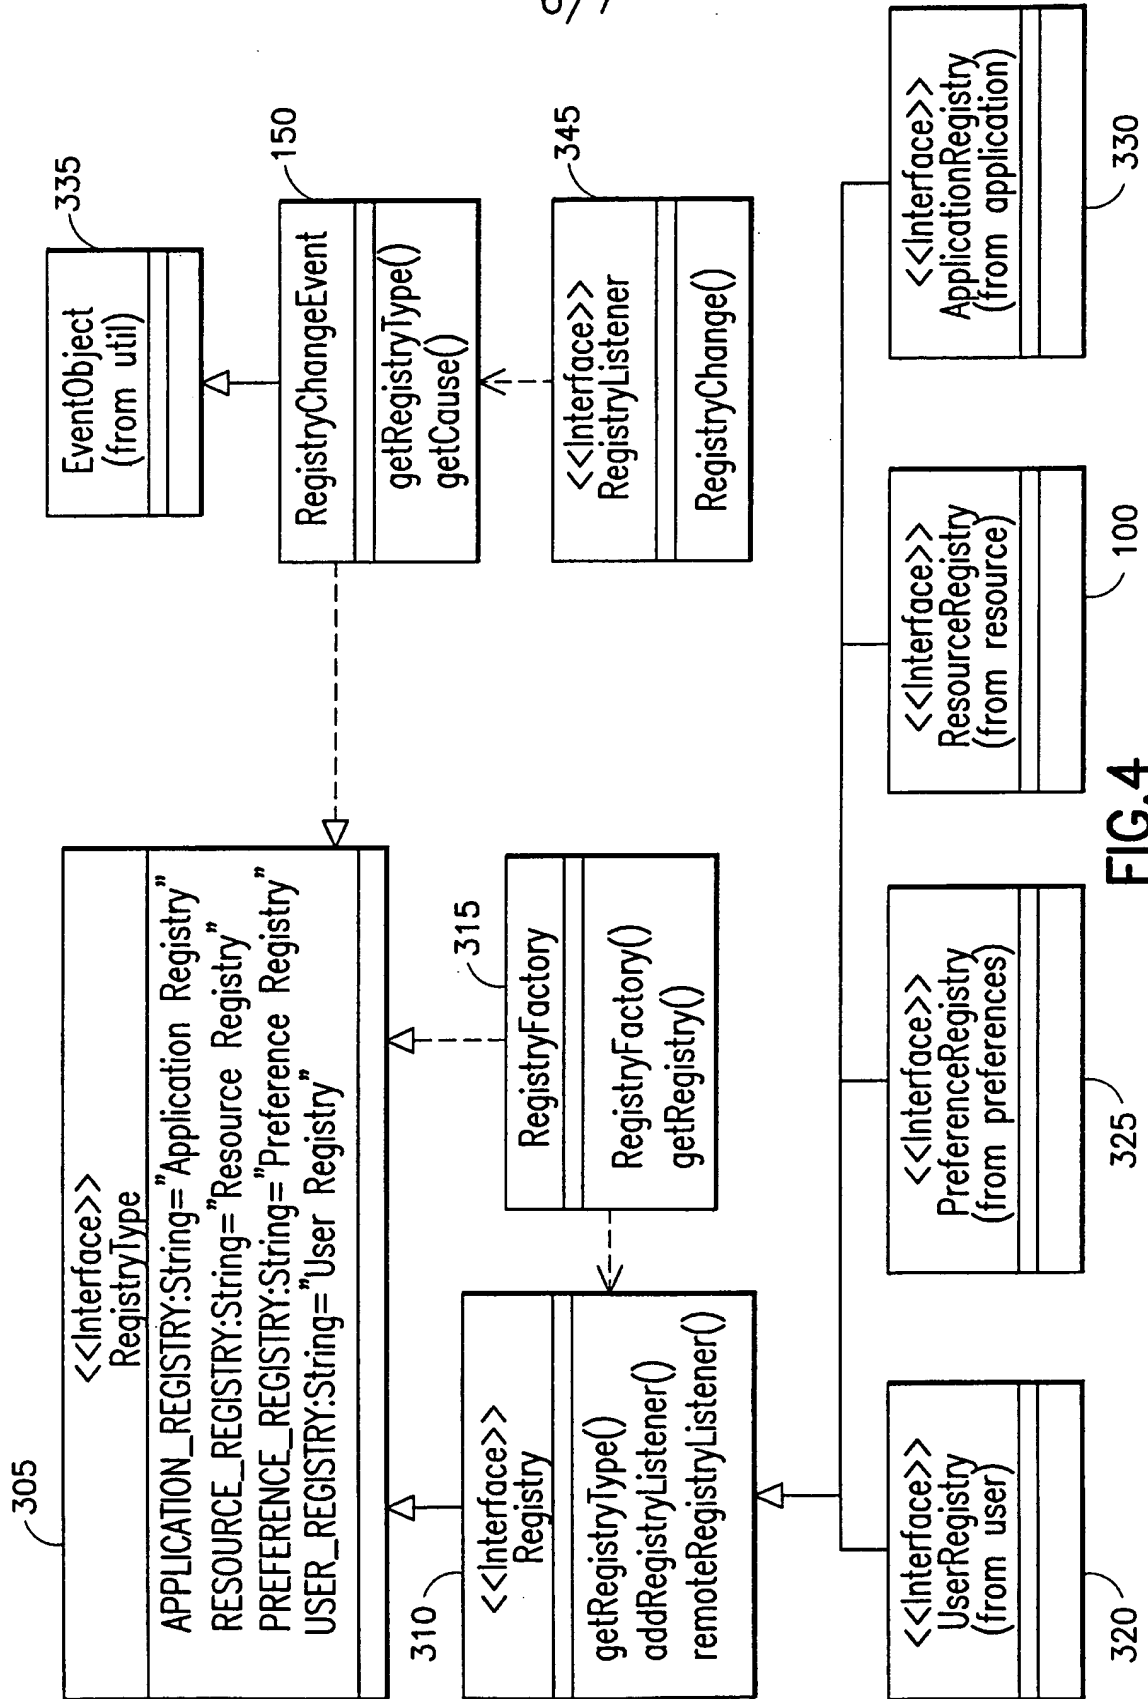 305
<<Interface>>
RegistryType
APPLICATION_REGISTRY:String="Application Registry"
RESOURCE_REGISTRY:String="Resource Registry"
PREFERENCE_REGISTRY:String="Preference Registry"
USER_REGISTRY:String="User Registry"
335
EventObject
(from util)
150
RegistryChangeEvent
getRegistryType()
getCause()
310
<<Interface>>
Registry
getRegistryType()
addRegistryListener()
remoteRegistryListener()
315
RegistryFactory
RegistryFactory()
getRegistry()
345
<<Interface>>
RegistryListener
RegistryChange()
<<Interface>>
UserRegistry
(from user)
320
<<Interface>>
PreferenceRegistry
(from preferences)
325
<<Interface>>
ResourceRegistry
(from resource)
100
<<Interface>>
ApplicationRegistry
(from application)
330
FIG.4